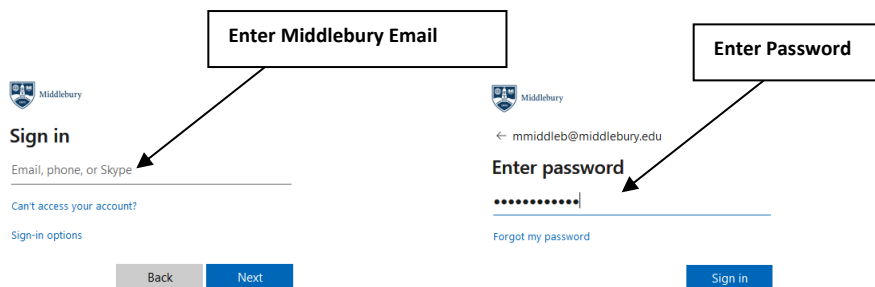 Enter Middlebury Email
Middlebury
Sign in
Email, phone, or Skype
Can't access your account?
Sign-in options
Back
Next
Enter Password
Middlebury
← mmiddleb@middlebury.edu
Enter password
••••••••••••
Forgot my password
Sign in